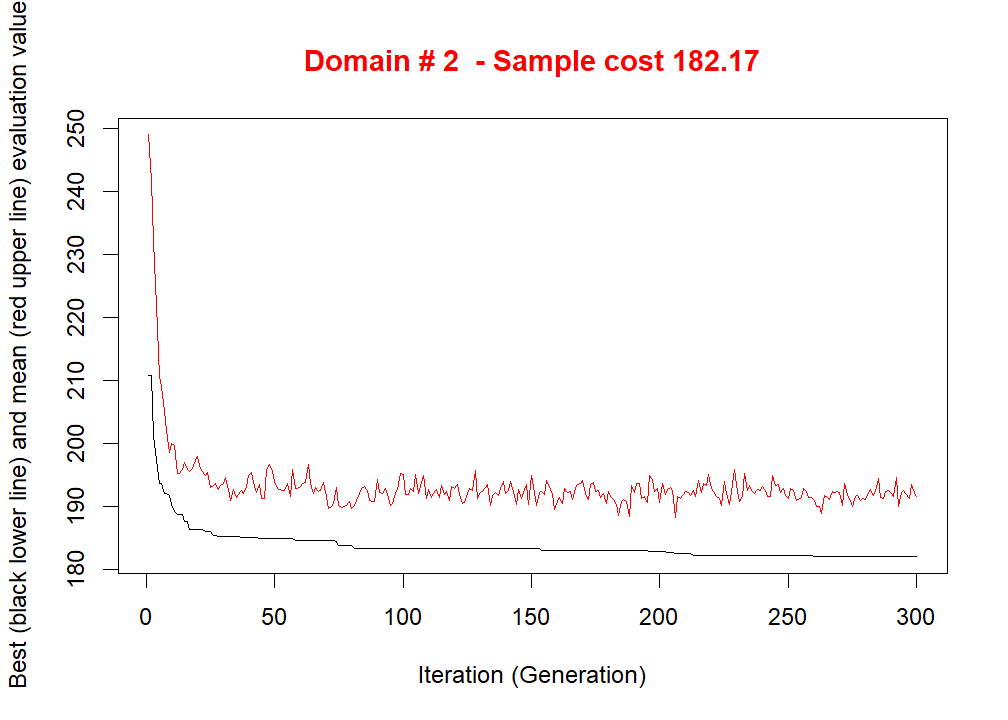 Domain # 2  - Sample cost 182.17
Best (black lower line) and mean (red upper line) evaluation value
250
240
230
220
210
200
190
180
0 50 100 150 200 250 300
Iteration (Generation)